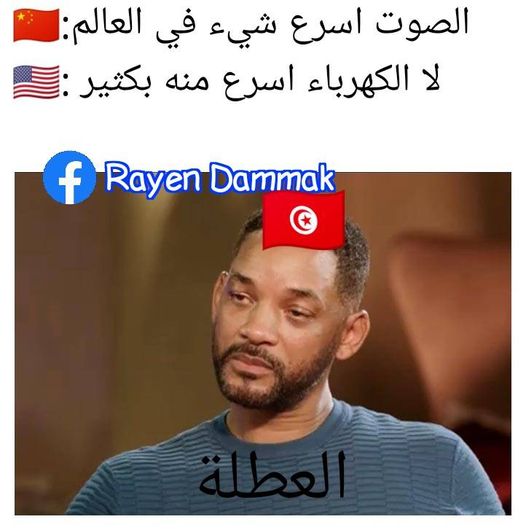 الصوت اسرع شيء في العالم:🇨🇳
لا الكهرباء اسرع منه بكثير :🇺🇸
Rayen Dammak
العطلة